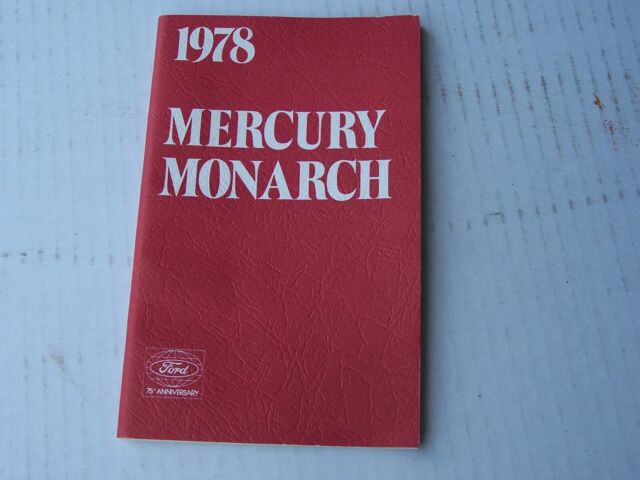 1978
MERCURY
MONARCH
Ford
75TH ANNIVERSARY